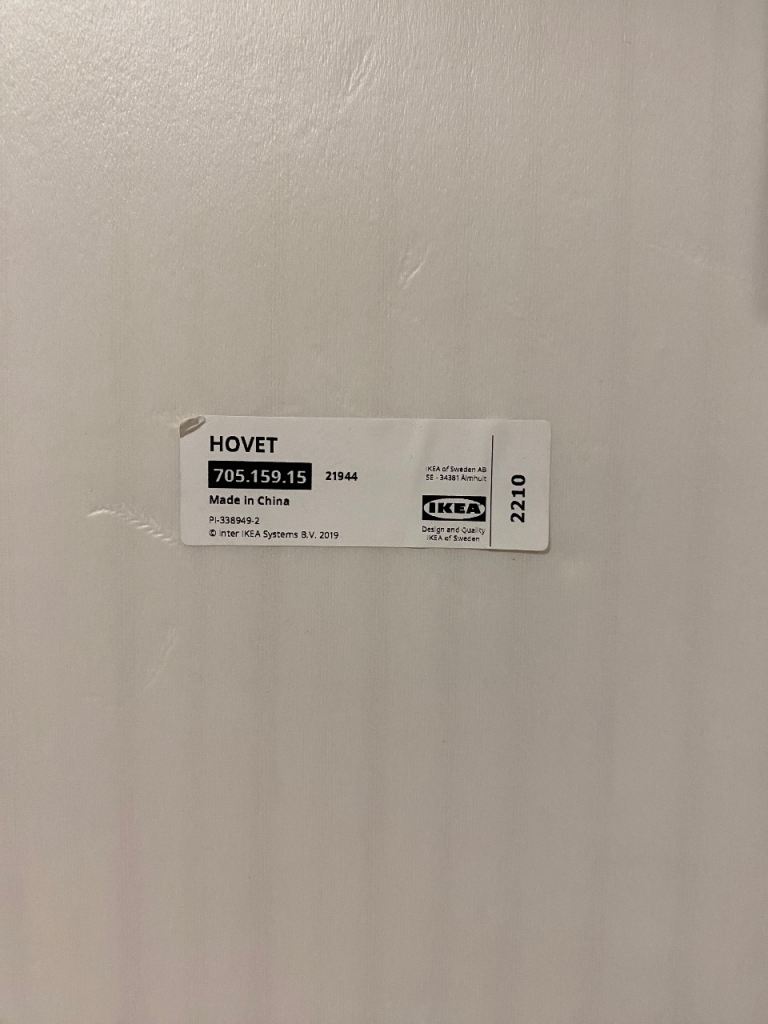 HOVET
705.159.15 21944
Made in China
PI-338949-2
© Inter IKEA Systems B.V. 2019
IKEA of Sweden AB
SE - 34381 Älmhult
IKEA
Design and Quality
IKEA of Sweden
2210